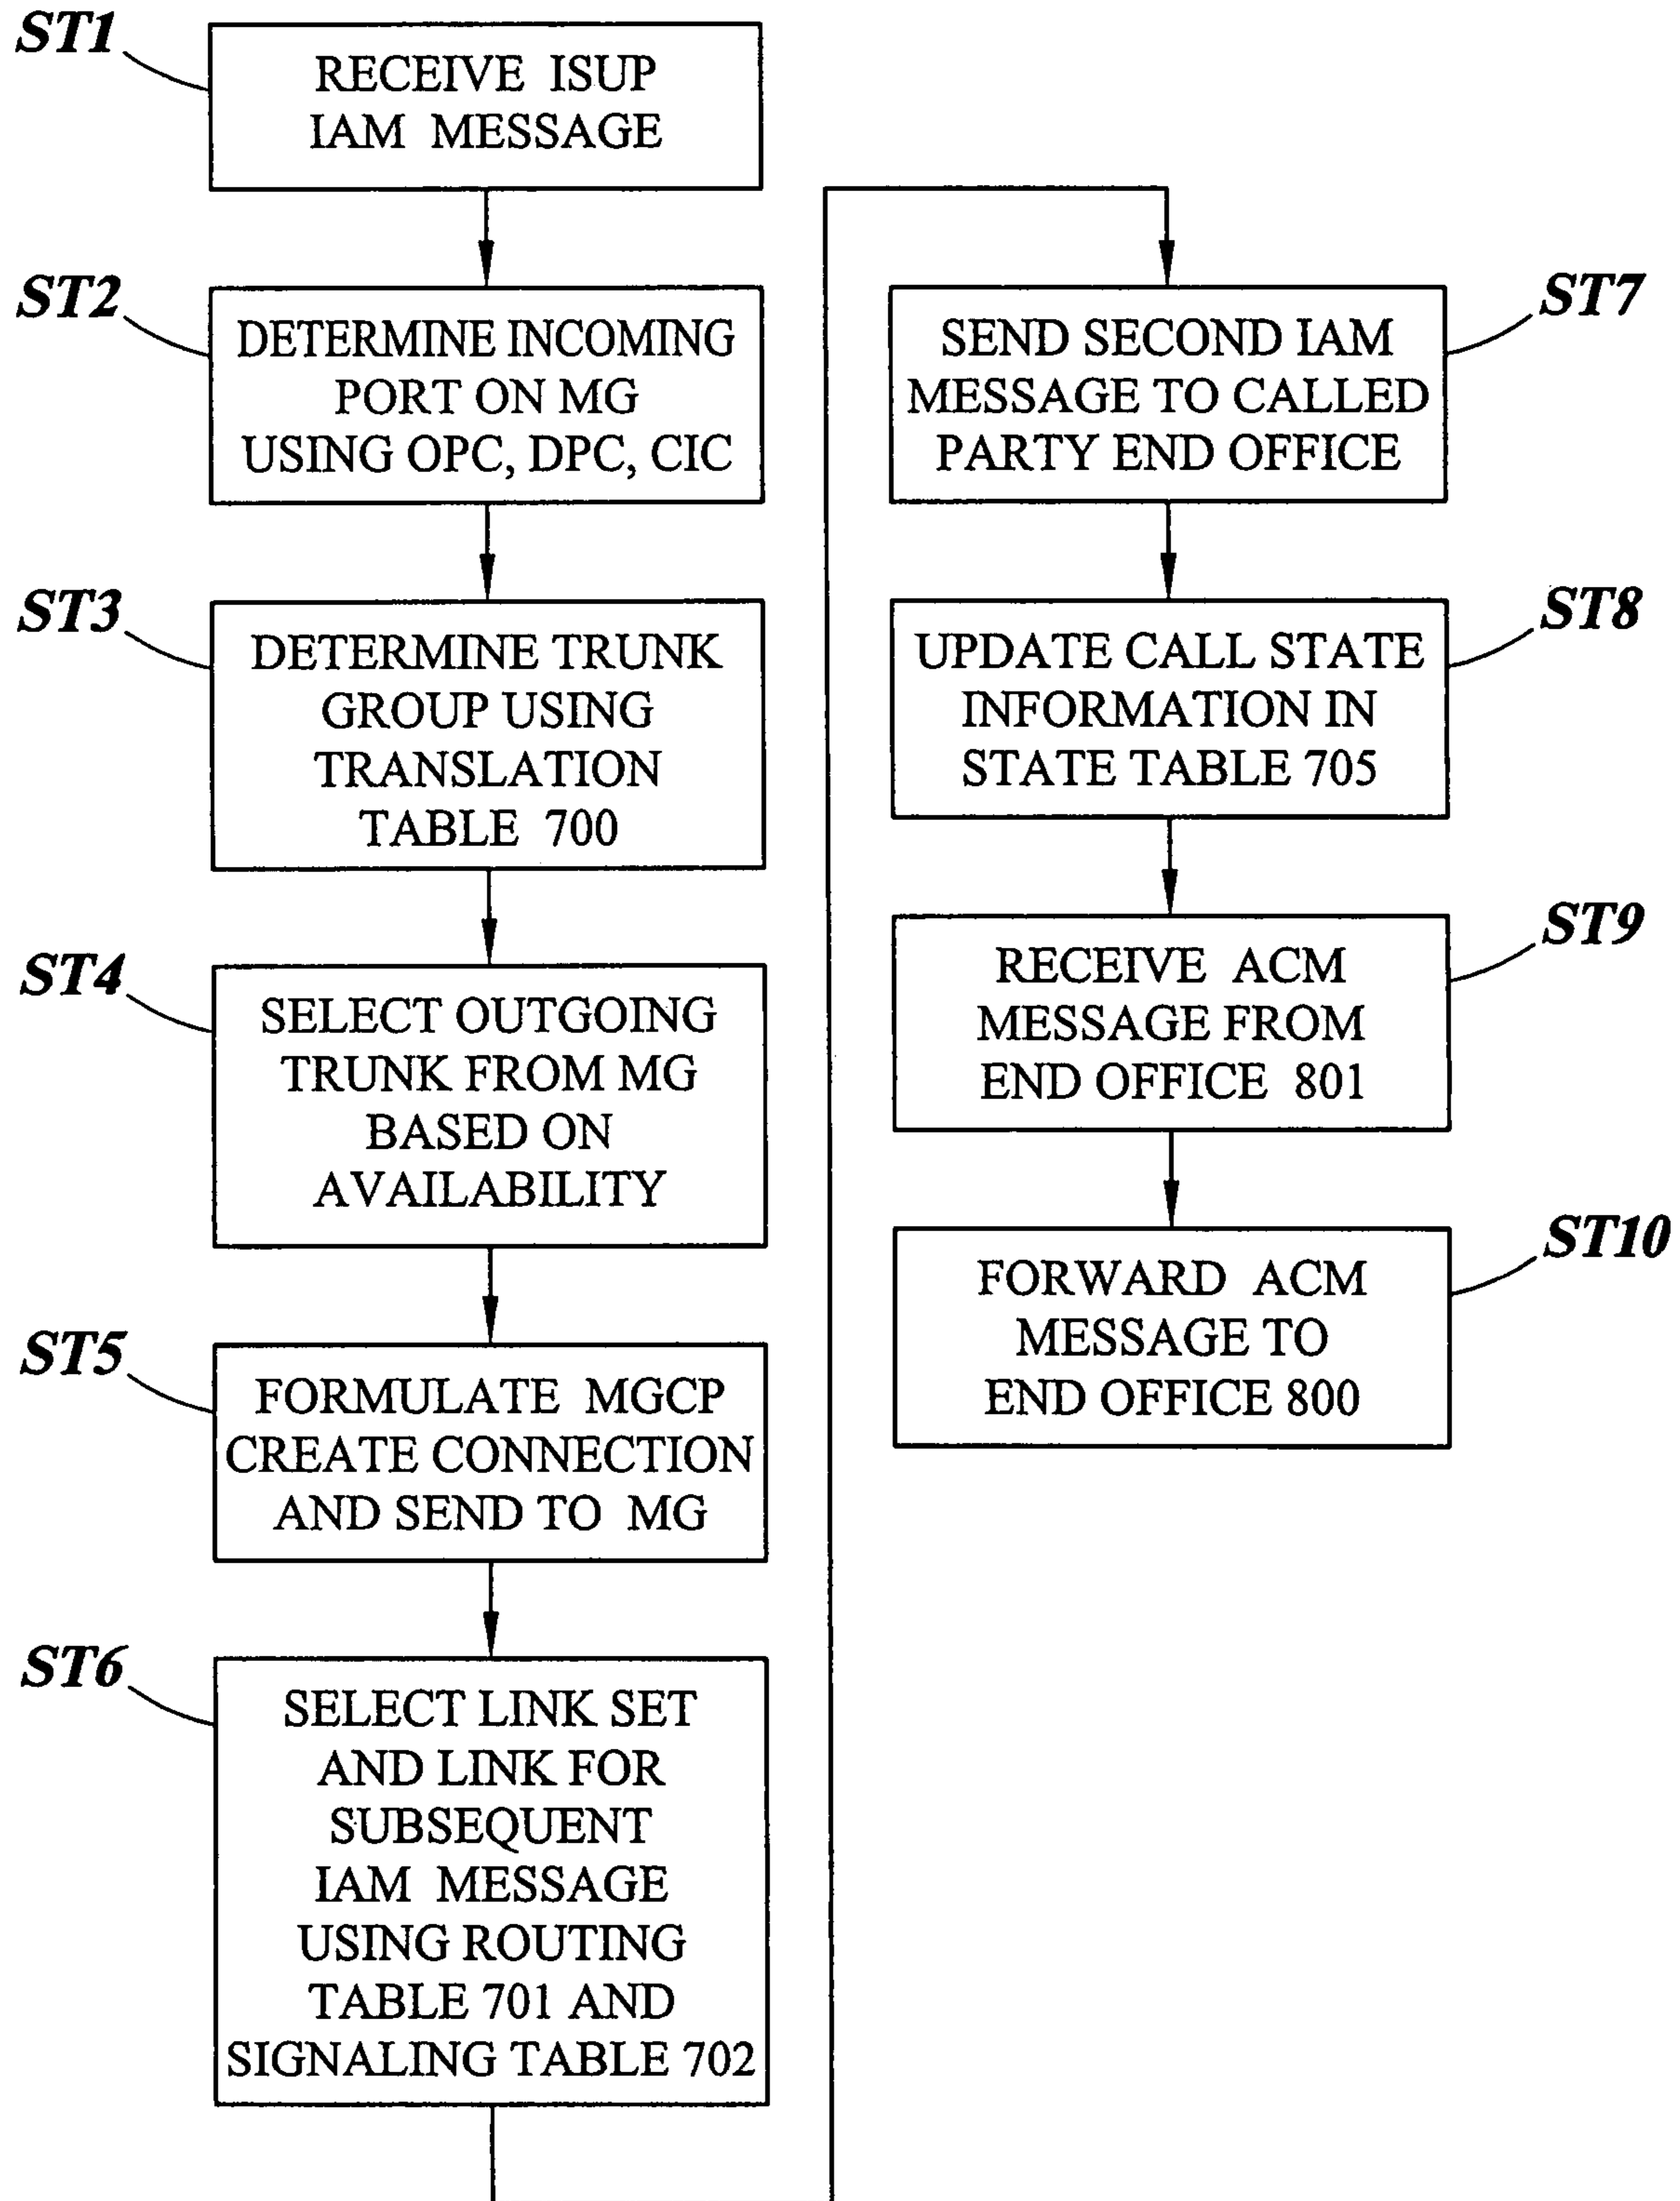 ST1
RECEIVE ISUP
IAM MESSAGE
ST2
DETERMINE INCOMING
PORT ON MG
USING OPC, DPC, CIC
ST3
DETERMINE TRUNK
GROUP USING
TRANSLATION
TABLE 700
ST4
SELECT OUTGOING
TRUNK FROM MG
BASED ON
AVAILABILITY
ST5
FORMULATE MGCP
CREATE CONNECTION
AND SEND TO MG
ST6
SELECT LINK SET
AND LINK FOR
SUBSEQUENT
IAM MESSAGE
USING ROUTING
TABLE 701 AND
SIGNALING TABLE 702
ST7
SEND SECOND IAM
MESSAGE TO CALLED
PARTY END OFFICE
ST8
UPDATE CALL STATE
INFORMATION IN
STATE TABLE 705
ST9
RECEIVE ACM
MESSAGE FROM
END OFFICE 801
ST10
FORWARD ACM
MESSAGE TO
END OFFICE 800